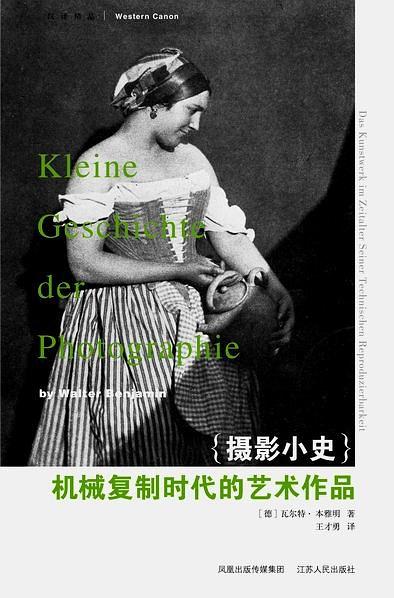 汉译精品 | Western Canon
Kleine
Geschichte
der
Photographie
by Walter Benjamin
Das Kunstwerk im Zeitalter Seiner Technischen Reproduzierbarkeit
{摄影小史}
机械复制时代的艺术作品
［德］瓦尔特·本雅明 著
王才勇 译
凤凰出版传媒集团 江苏人民出版社